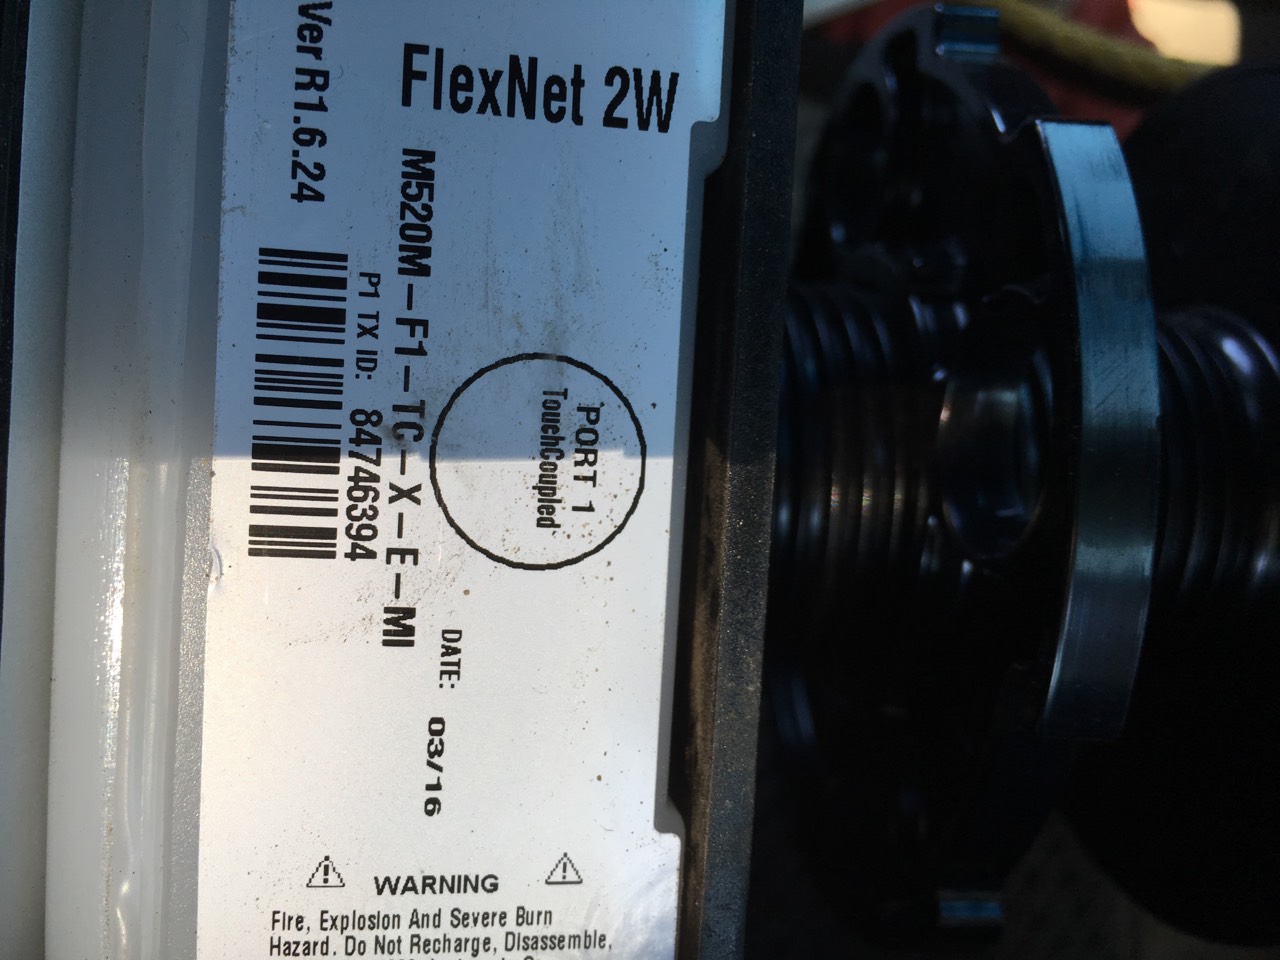 FlexNet 2W
M520M-F1-TC-X-E-MI
Ver R1.6.24
P1 TX ID: 84746394
PORT 1
TouchCoupled
DATE: 03/16
WARNING
Fire, Explosion And Severe Burn
Hazard. Do Not Recharge, Disassemble,